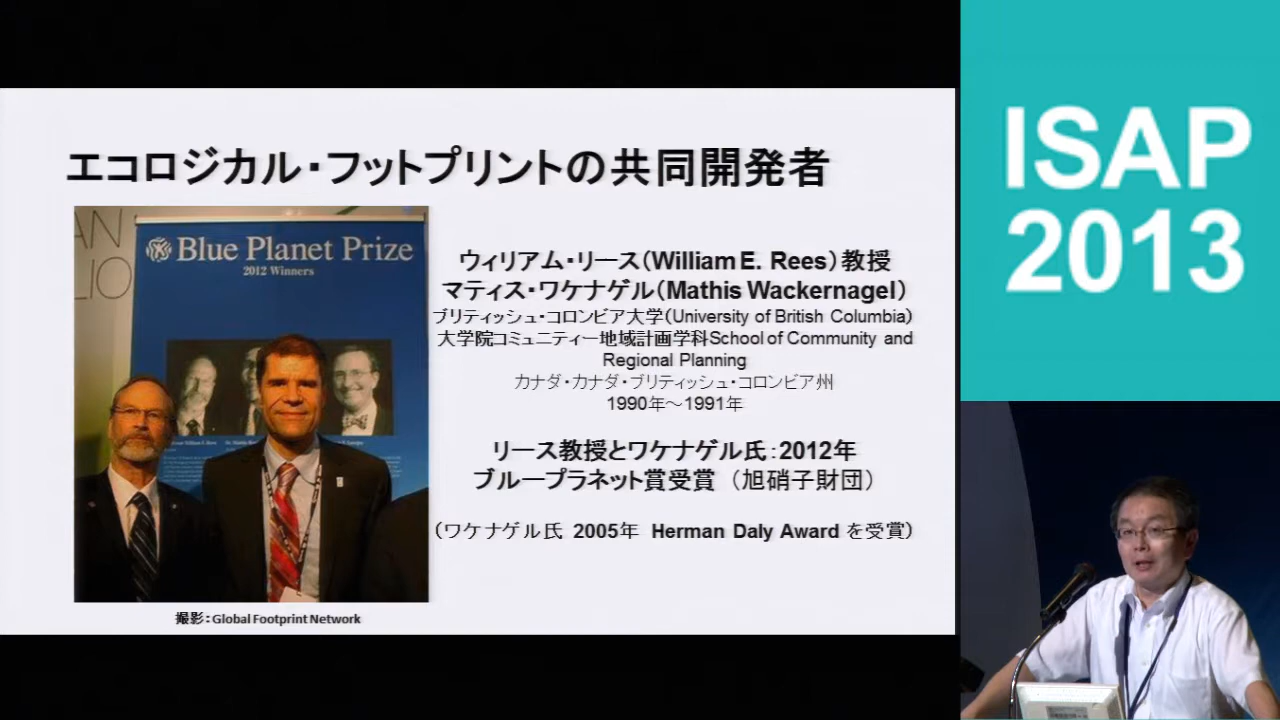 エコロジカル・フットプリントの共同開発者
AN
LIO
Blue Planet Prize
2012 Winners
ウィリアム・リース（William E. Rees）教授
マティス・ワケナゲル（Mathis Wackernagel）
ブリティッシュ・コロンビア大学（University of British Columbia）
大学院コミュニティー地域計画学科School of Community and
Regional Planning
カナダ・カナダ・ブリティッシュ・コロンビア州
1990年～1991年
リース教授とワケナゲル氏：2012年
ブループラネット賞受賞 （旭硝子財団）
（ワケナゲル氏 2005年 Herman Daly Award を受賞）
撮影：Global Footprint Network
ISAP
2013